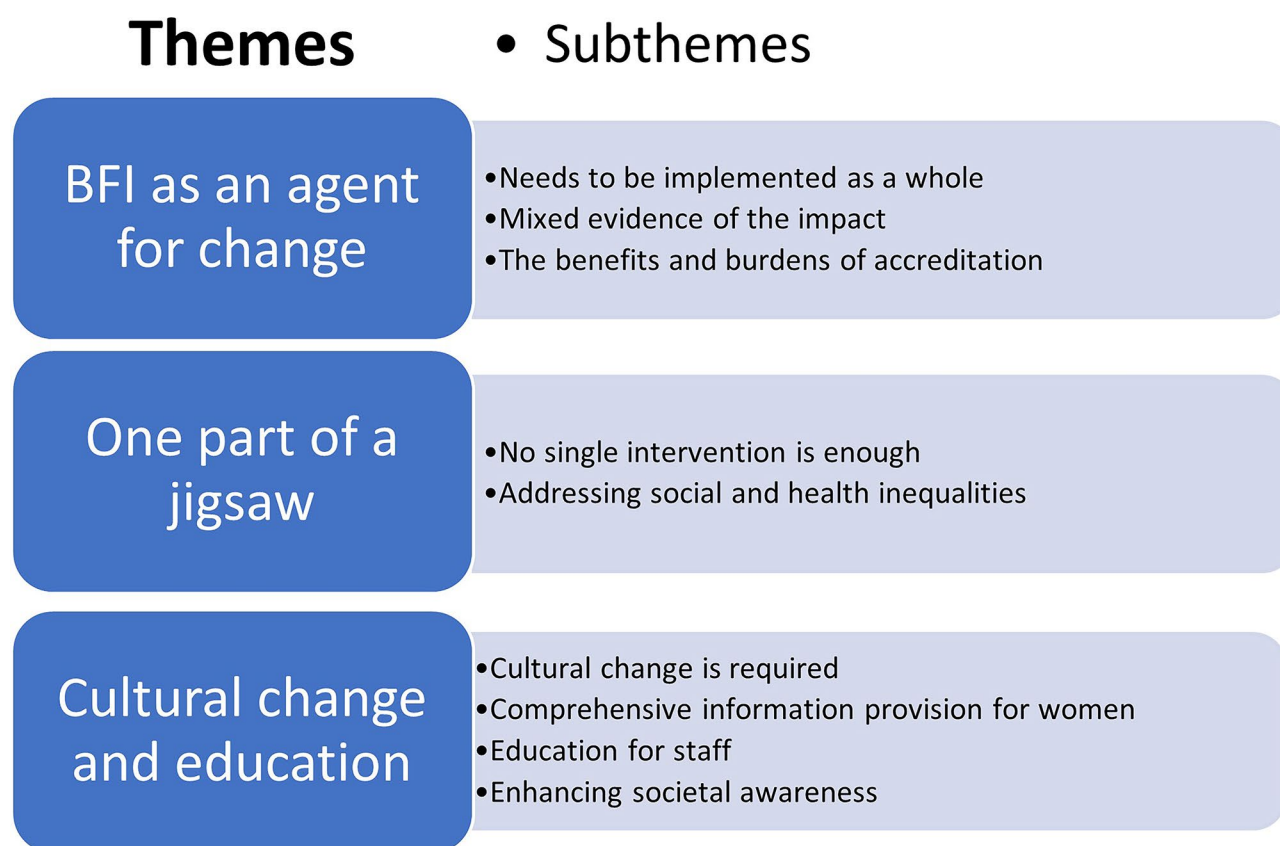 Themes
• Subthemes
BFI as an agent
for change
•Needs to be implemented as a whole
•Mixed evidence of the impact
•The benefits and burdens of accreditation
One part of a
jigsaw
•No single intervention is enough
•Addressing social and health inequalities
Cultural change
and education
•Cultural change is required
•Comprehensive information provision for women
•Education for staff
•Enhancing societal awareness